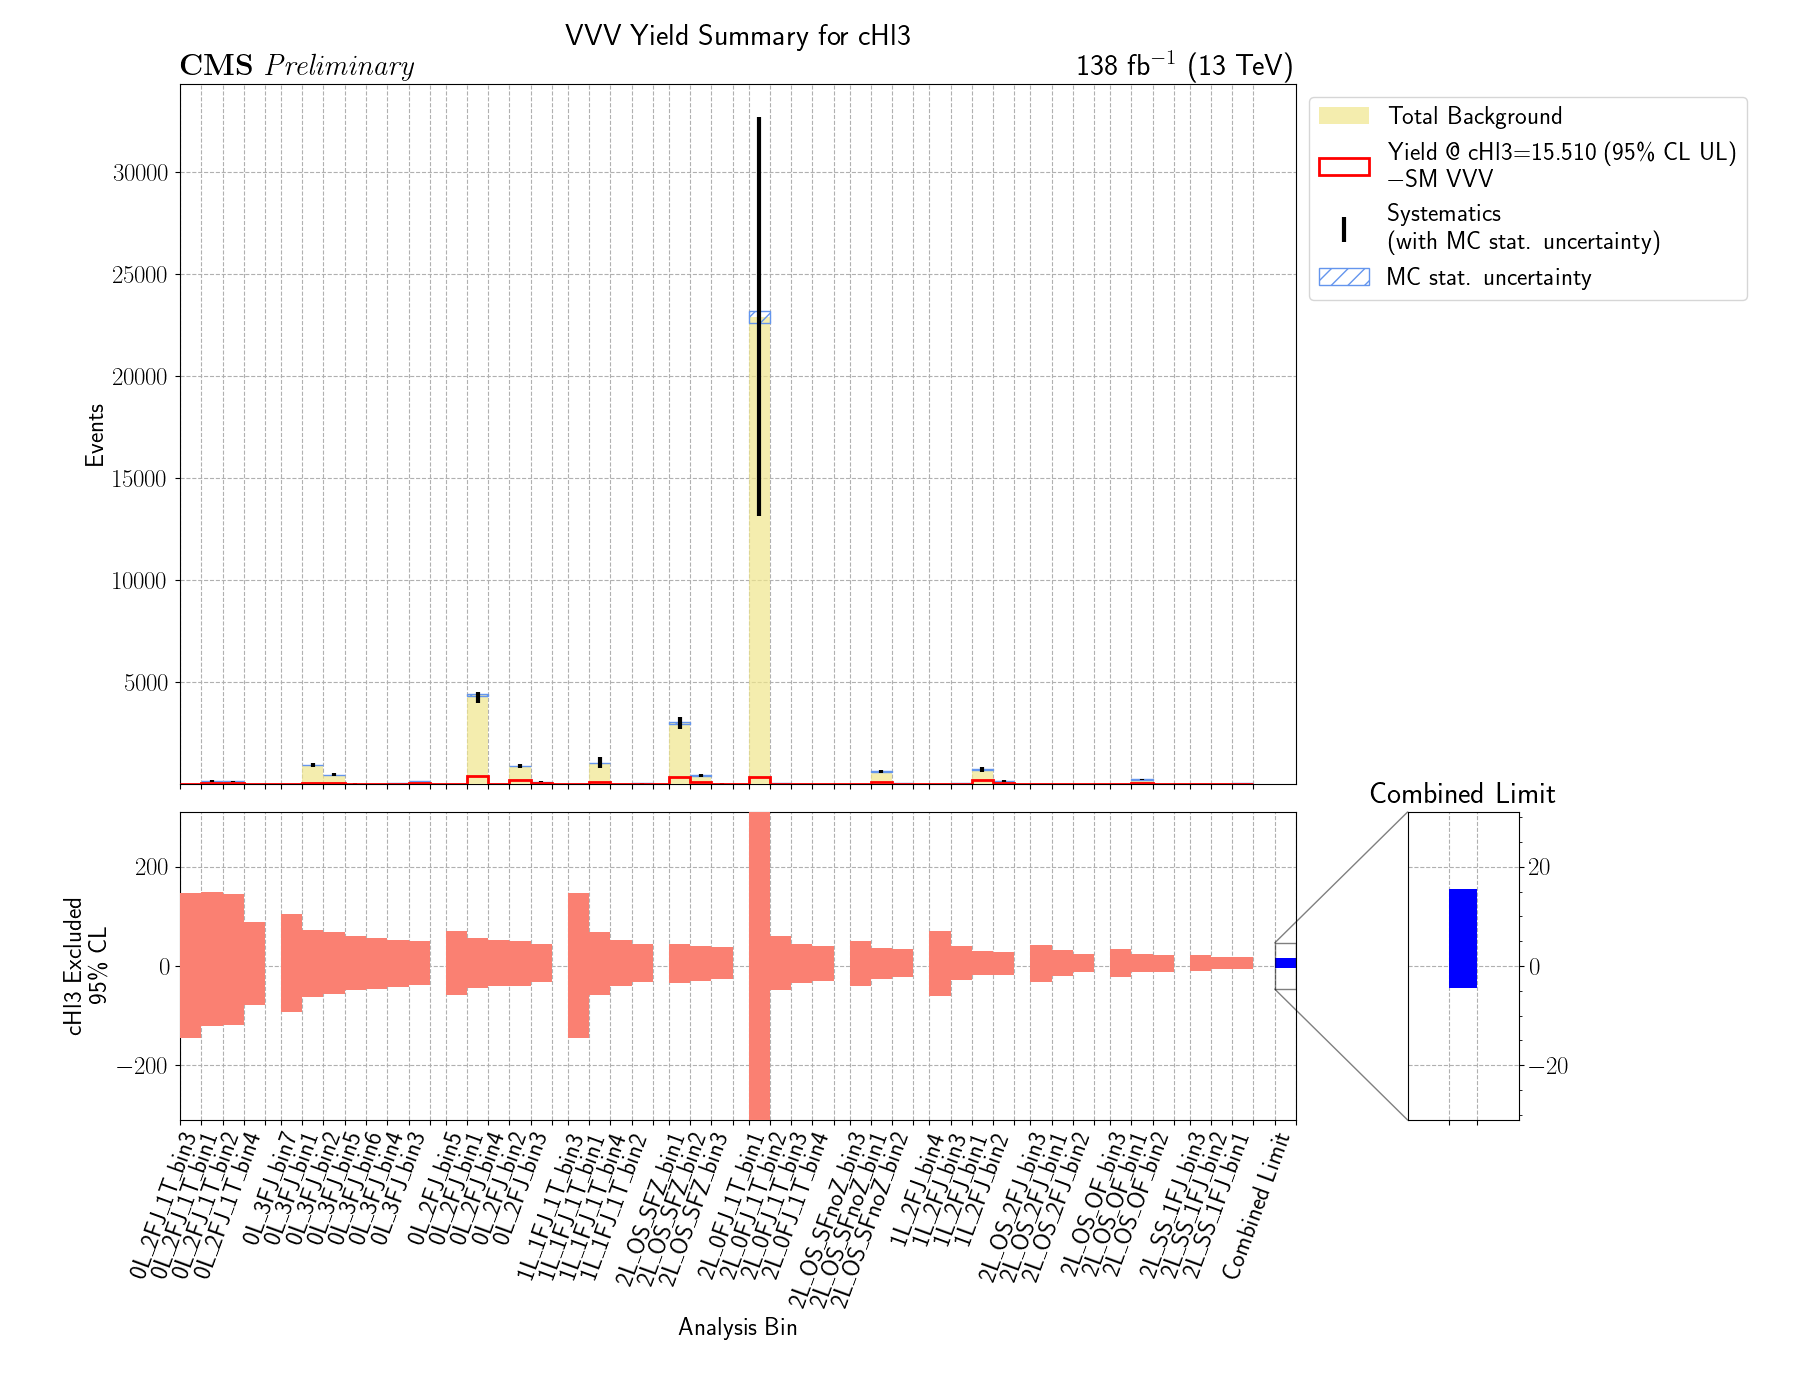 VVV Yield Summary for cHl3
CMS Preliminary
138 fb⁻¹ (13 TeV)
Total Background
Yield @ cHl3=15.510 (95% CL UL)
−SM VVV
Systematics
(with MC stat. uncertainty)
MC stat. uncertainty
Events
30000
25000
20000
15000
10000
5000
Combined Limit
cHl3 Excluded
95% CL
200
0
−200
20
0
−20
0L_2FJ_1T_bin3
0L_2FJ_1T_bin1
0L_2FJ_1T_bin2
0L_2FJ_1T_bin4
0L_3FJ_bin7
0L_3FJ_bin1
0L_3FJ_bin2
0L_3FJ_bin5
0L_3FJ_bin6
0L_3FJ_bin4
0L_3FJ_bin3
0L_2FJ_bin5
0L_2FJ_bin1
0L_2FJ_bin4
0L_2FJ_bin2
0L_2FJ_bin3
1L_1FJ_1T_bin3
1L_1FJ_1T_bin1
1L_1FJ_1T_bin4
1L_1FJ_1T_bin2
2L_OS_SFZ_bin1
2L_OS_SFZ_bin2
2L_OS_SFZ_bin3
2L_0FJ_1T_bin1
2L_0FJ_1T_bin2
2L_0FJ_1T_bin3
2L_0FJ_1T_bin4
2L_OS_SFnoZ_bin3
2L_OS_SFnoZ_bin1
2L_OS_SFnoZ_bin2
1L_2FJ_bin4
1L_2FJ_bin3
1L_2FJ_bin1
1L_2FJ_bin2
2L_OS_2FJ_bin3
2L_OS_2FJ_bin1
2L_OS_2FJ_bin2
2L_OS_OF_bin3
2L_OS_OF_bin1
2L_OS_OF_bin2
2L_SS_1FJ_bin3
2L_SS_1FJ_bin2
2L_SS_1FJ_bin1
Combined Limit
Analysis Bin